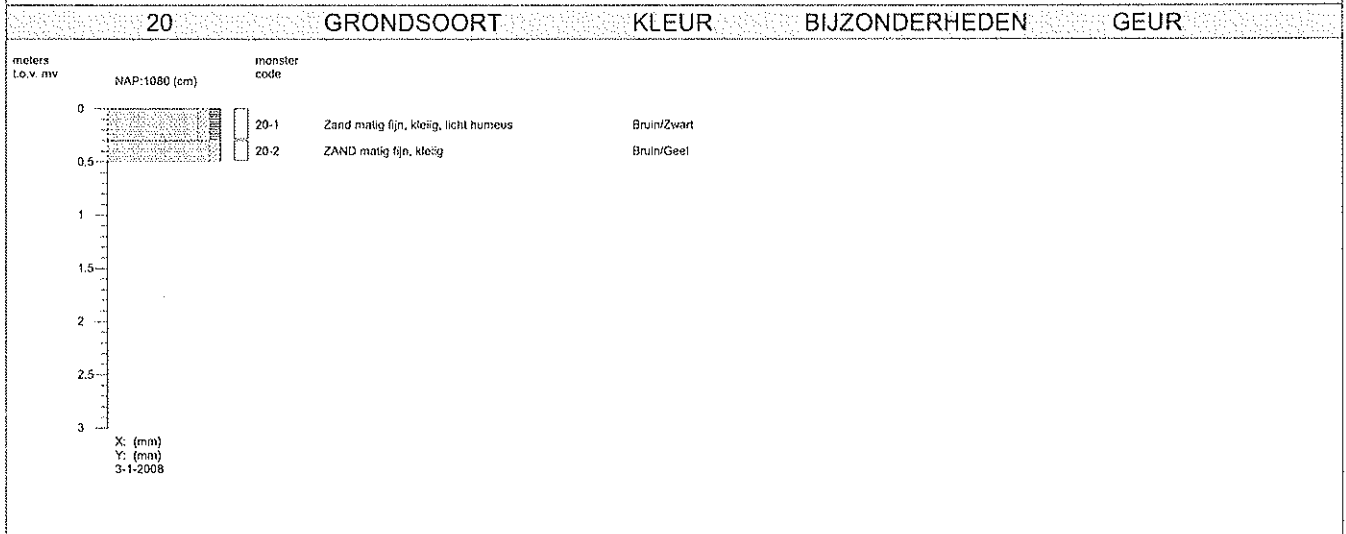 20 GRONDSOORT KLEUR BIJZONDERHEDEN GEUR
meters monster
t.o.v. mv NAP:1080 (cm) code
0
20-1 Zand matig fijn, kleiig, licht humeus Bruin/Zwart
20-2 ZAND matig fijn, kleiig Bruin/Geel
0.5
1
1.5
2
2.5
3
X: (mm)
Y: (mm)
3-1-2008